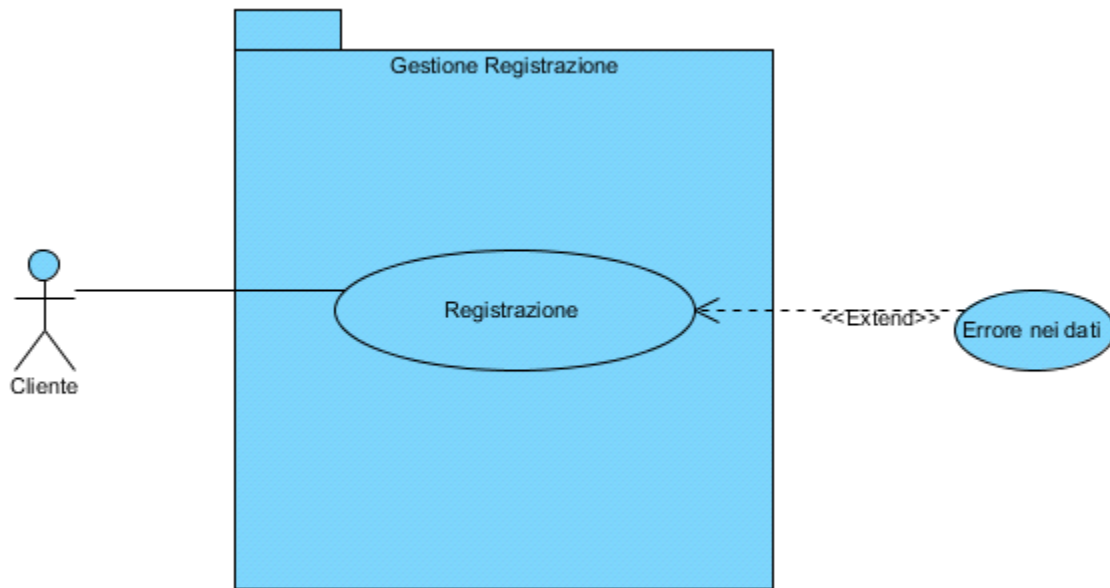 Gestione Registrazione
Registrazione
<<Extend>>
Errore nei dati
Cliente